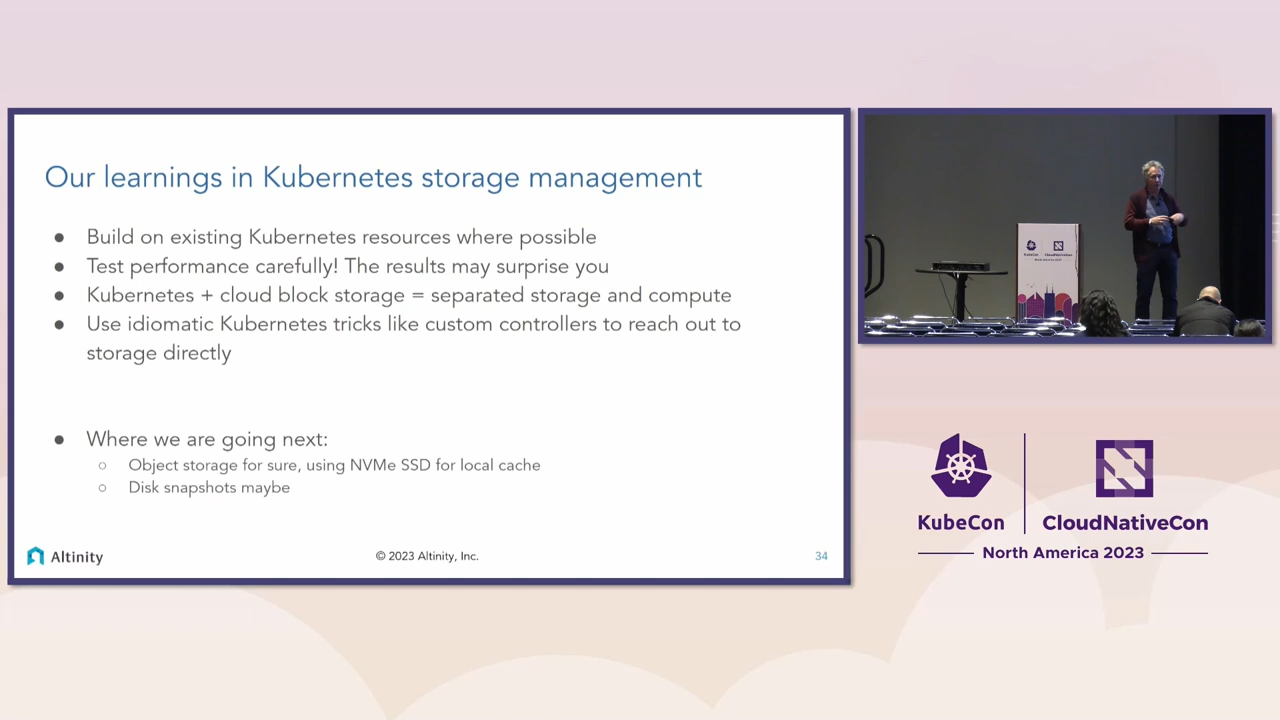 Our learnings in Kubernetes storage management
● Build on existing Kubernetes resources where possible
● Test performance carefully! The results may surprise you
● Kubernetes + cloud block storage = separated storage and compute
● Use idiomatic Kubernetes tricks like custom controllers to reach out to
storage directly
● Where we are going next:
○ Object storage for sure, using NVMe SSD for local cache
○ Disk snapshots maybe
Altinity
© 2023 Altinity, Inc.
34
KubeCon
CloudNativeCon
KubeCon
CloudNativeCon
North America 2023